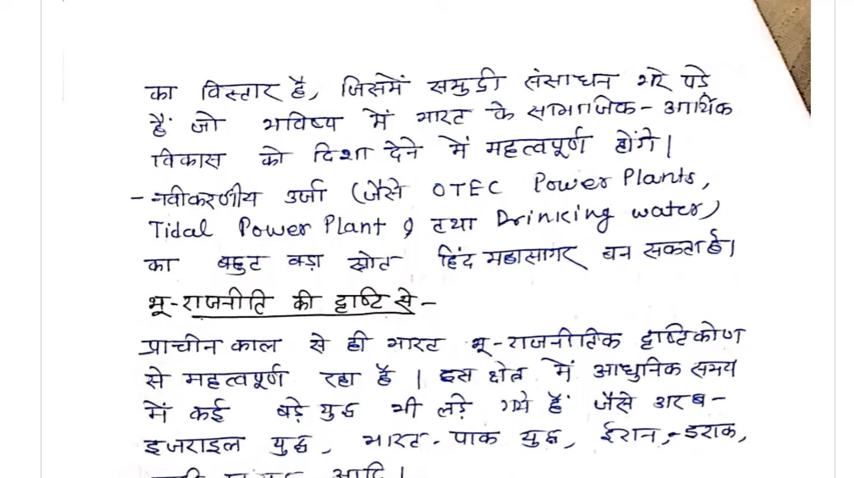 का विस्तार है, जिसमें समुद्री संसाधन भरे पडे
हैं जो भविष्य में भारत के सामाजिक - आर्थिक
विकास को दिशा देने में महत्वपूर्ण होंगे।
- नवीकरणीय उर्जा (जैसे OTEC Power Plants,
Tidal Power Plant तथा Drinking water)
का बहुत बड़ा स्रोत हिंद महासागर बन सकता है।
भू-राजनीति की दृष्टि से -
प्राचीन काल से ही भारत भू-राजनीतिक दृष्टिकोण
से महत्वपूर्ण रहा है। इस क्षेत्र में आधुनिक समय
में कई बड़े युद्ध भी लड़े गये हैं जैसे अरब -
इजराइल युद्ध, भारत - पाक युद्ध, ईरान - इराक,
आदि।